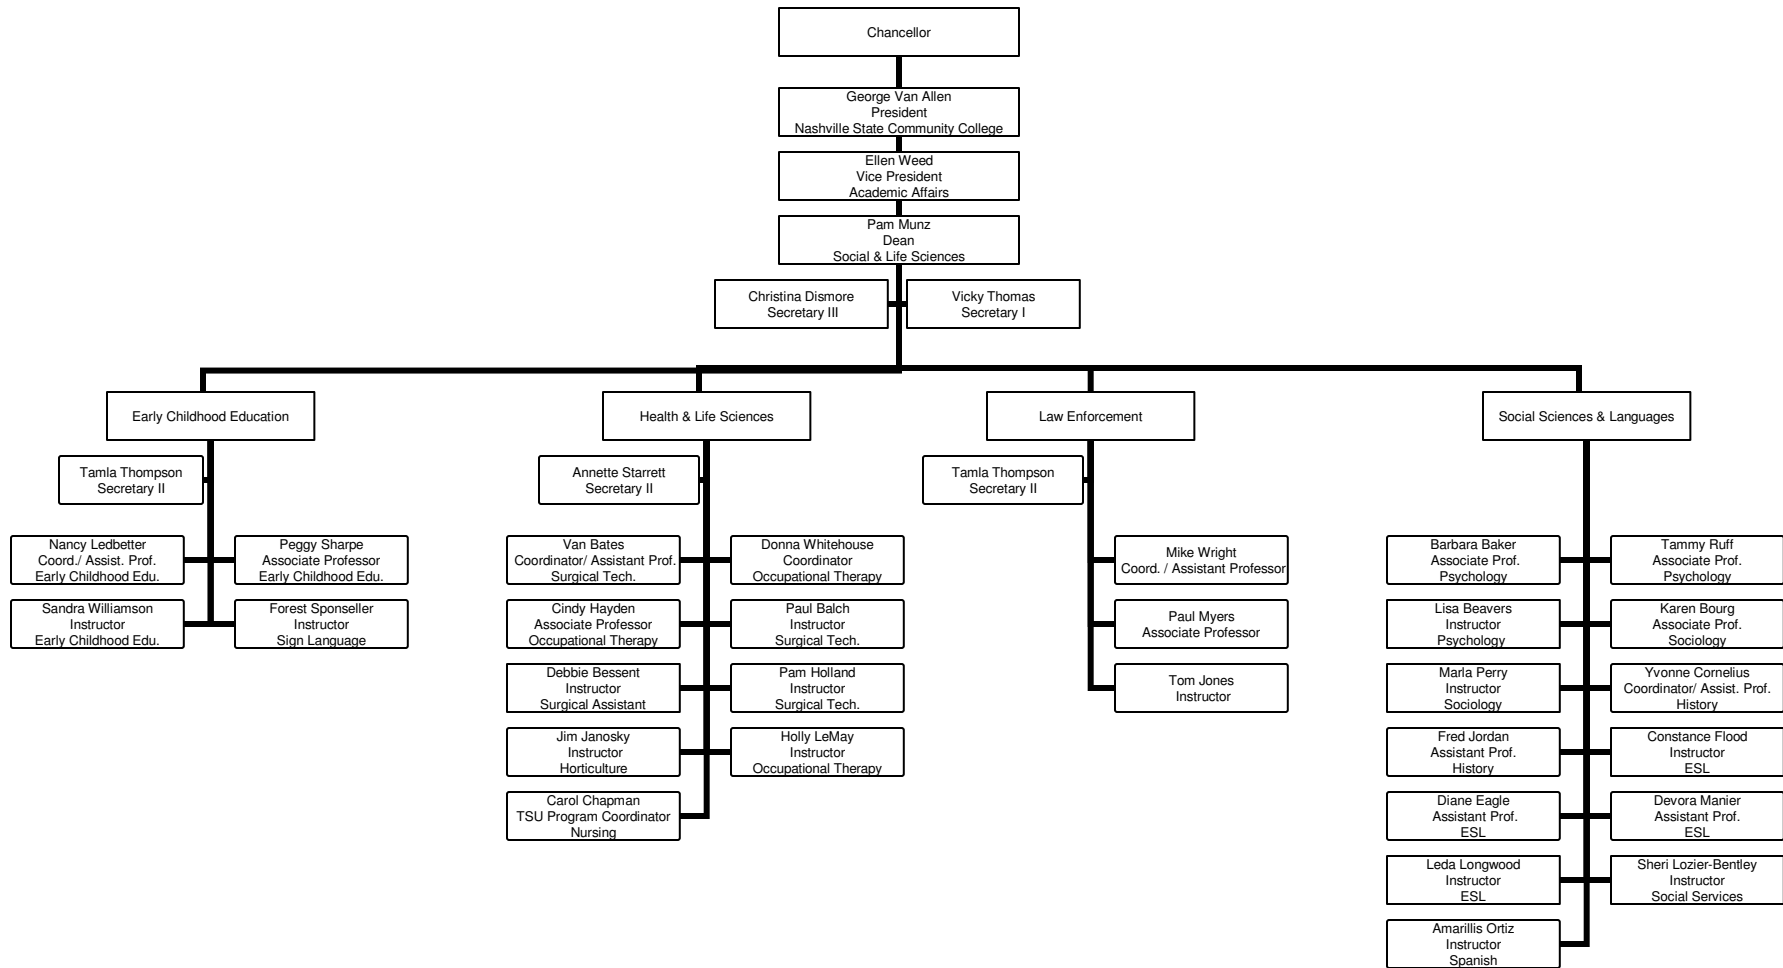 Chancellor
George Van Allen
President
Nashville State Community College
Ellen Weed
Vice President
Academic Affairs
Pam Munz
Dean
Social & Life Sciences
Christina Dismore
Secretary III
Vicky Thomas
Secretary I
Early Childhood Education
Tamla Thompson
Secretary II
Nancy Ledbetter
Coord./ Assist. Prof.
Early Childhood Edu.
Peggy Sharpe
Associate Professor
Early Childhood Edu.
Sandra Williamson
Instructor
Early Childhood Edu.
Forest Sponseller
Instructor
Sign Language
Health & Life Sciences
Annette Starrett
Secretary II
Van Bates
Coordinator/ Assistant Prof.
Surgical Tech.
Donna Whitehouse
Coordinator
Occupational Therapy
Cindy Hayden
Associate Professor
Occupational Therapy
Paul Balch
Instructor
Surgical Tech.
Debbie Bessent
Instructor
Surgical Assistant
Pam Holland
Instructor
Surgical Tech.
Jim Janosky
Instructor
Horticulture
Holly LeMay
Instructor
Occupational Therapy
Carol Chapman
TSU Program Coordinator
Nursing
Law Enforcement
Tamla Thompson
Secretary II
Mike Wright
Coord. / Assistant Professor
Paul Myers
Associate Professor
Tom Jones
Instructor
Social Sciences & Languages
Barbara Baker
Associate Prof.
Psychology
Tammy Ruff
Associate Prof.
Psychology
Lisa Beavers
Instructor
Psychology
Karen Bourg
Associate Prof.
Sociology
Marla Perry
Instructor
Sociology
Yvonne Cornelius
Coordinator/ Assist. Prof.
History
Fred Jordan
Assistant Prof.
History
Constance Flood
Instructor
ESL
Diane Eagle
Assistant Prof.
ESL
Devora Manier
Assistant Prof.
ESL
Leda Longwood
Instructor
ESL
Sheri Lozier-Bentley
Instructor
Social Services
Amarillis Ortiz
Instructor
Spanish